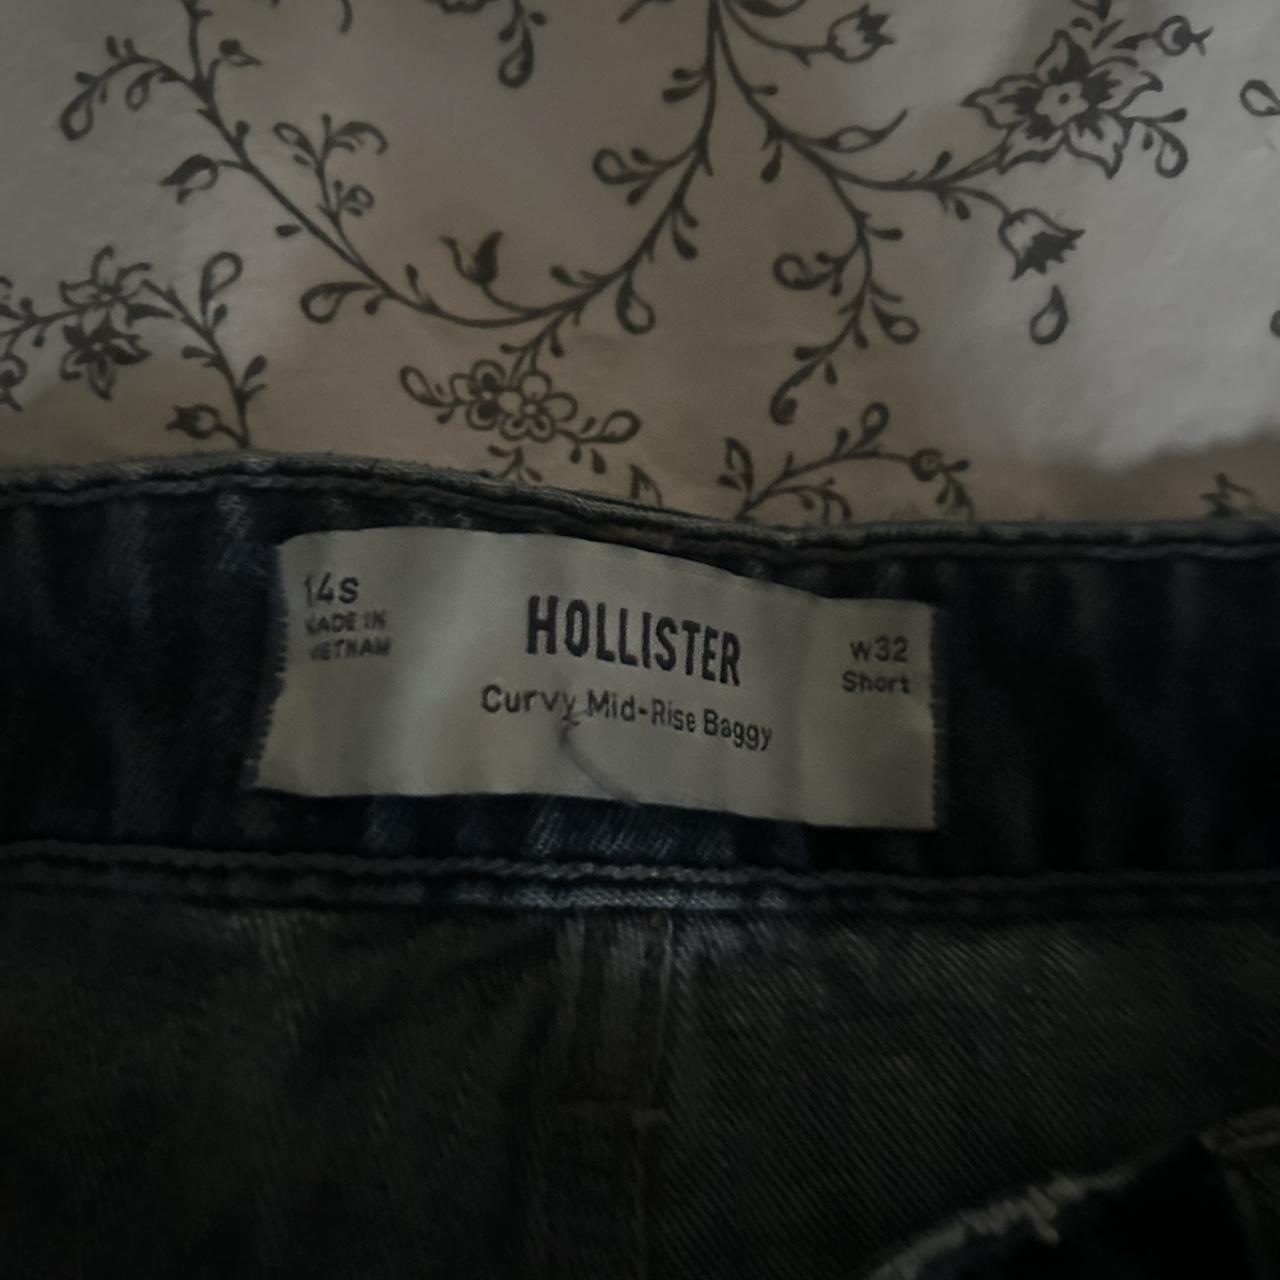 14S
MADE IN
VIETNAM
HOLLISTER
Curvy Mid-Rise Baggy
W32
Short